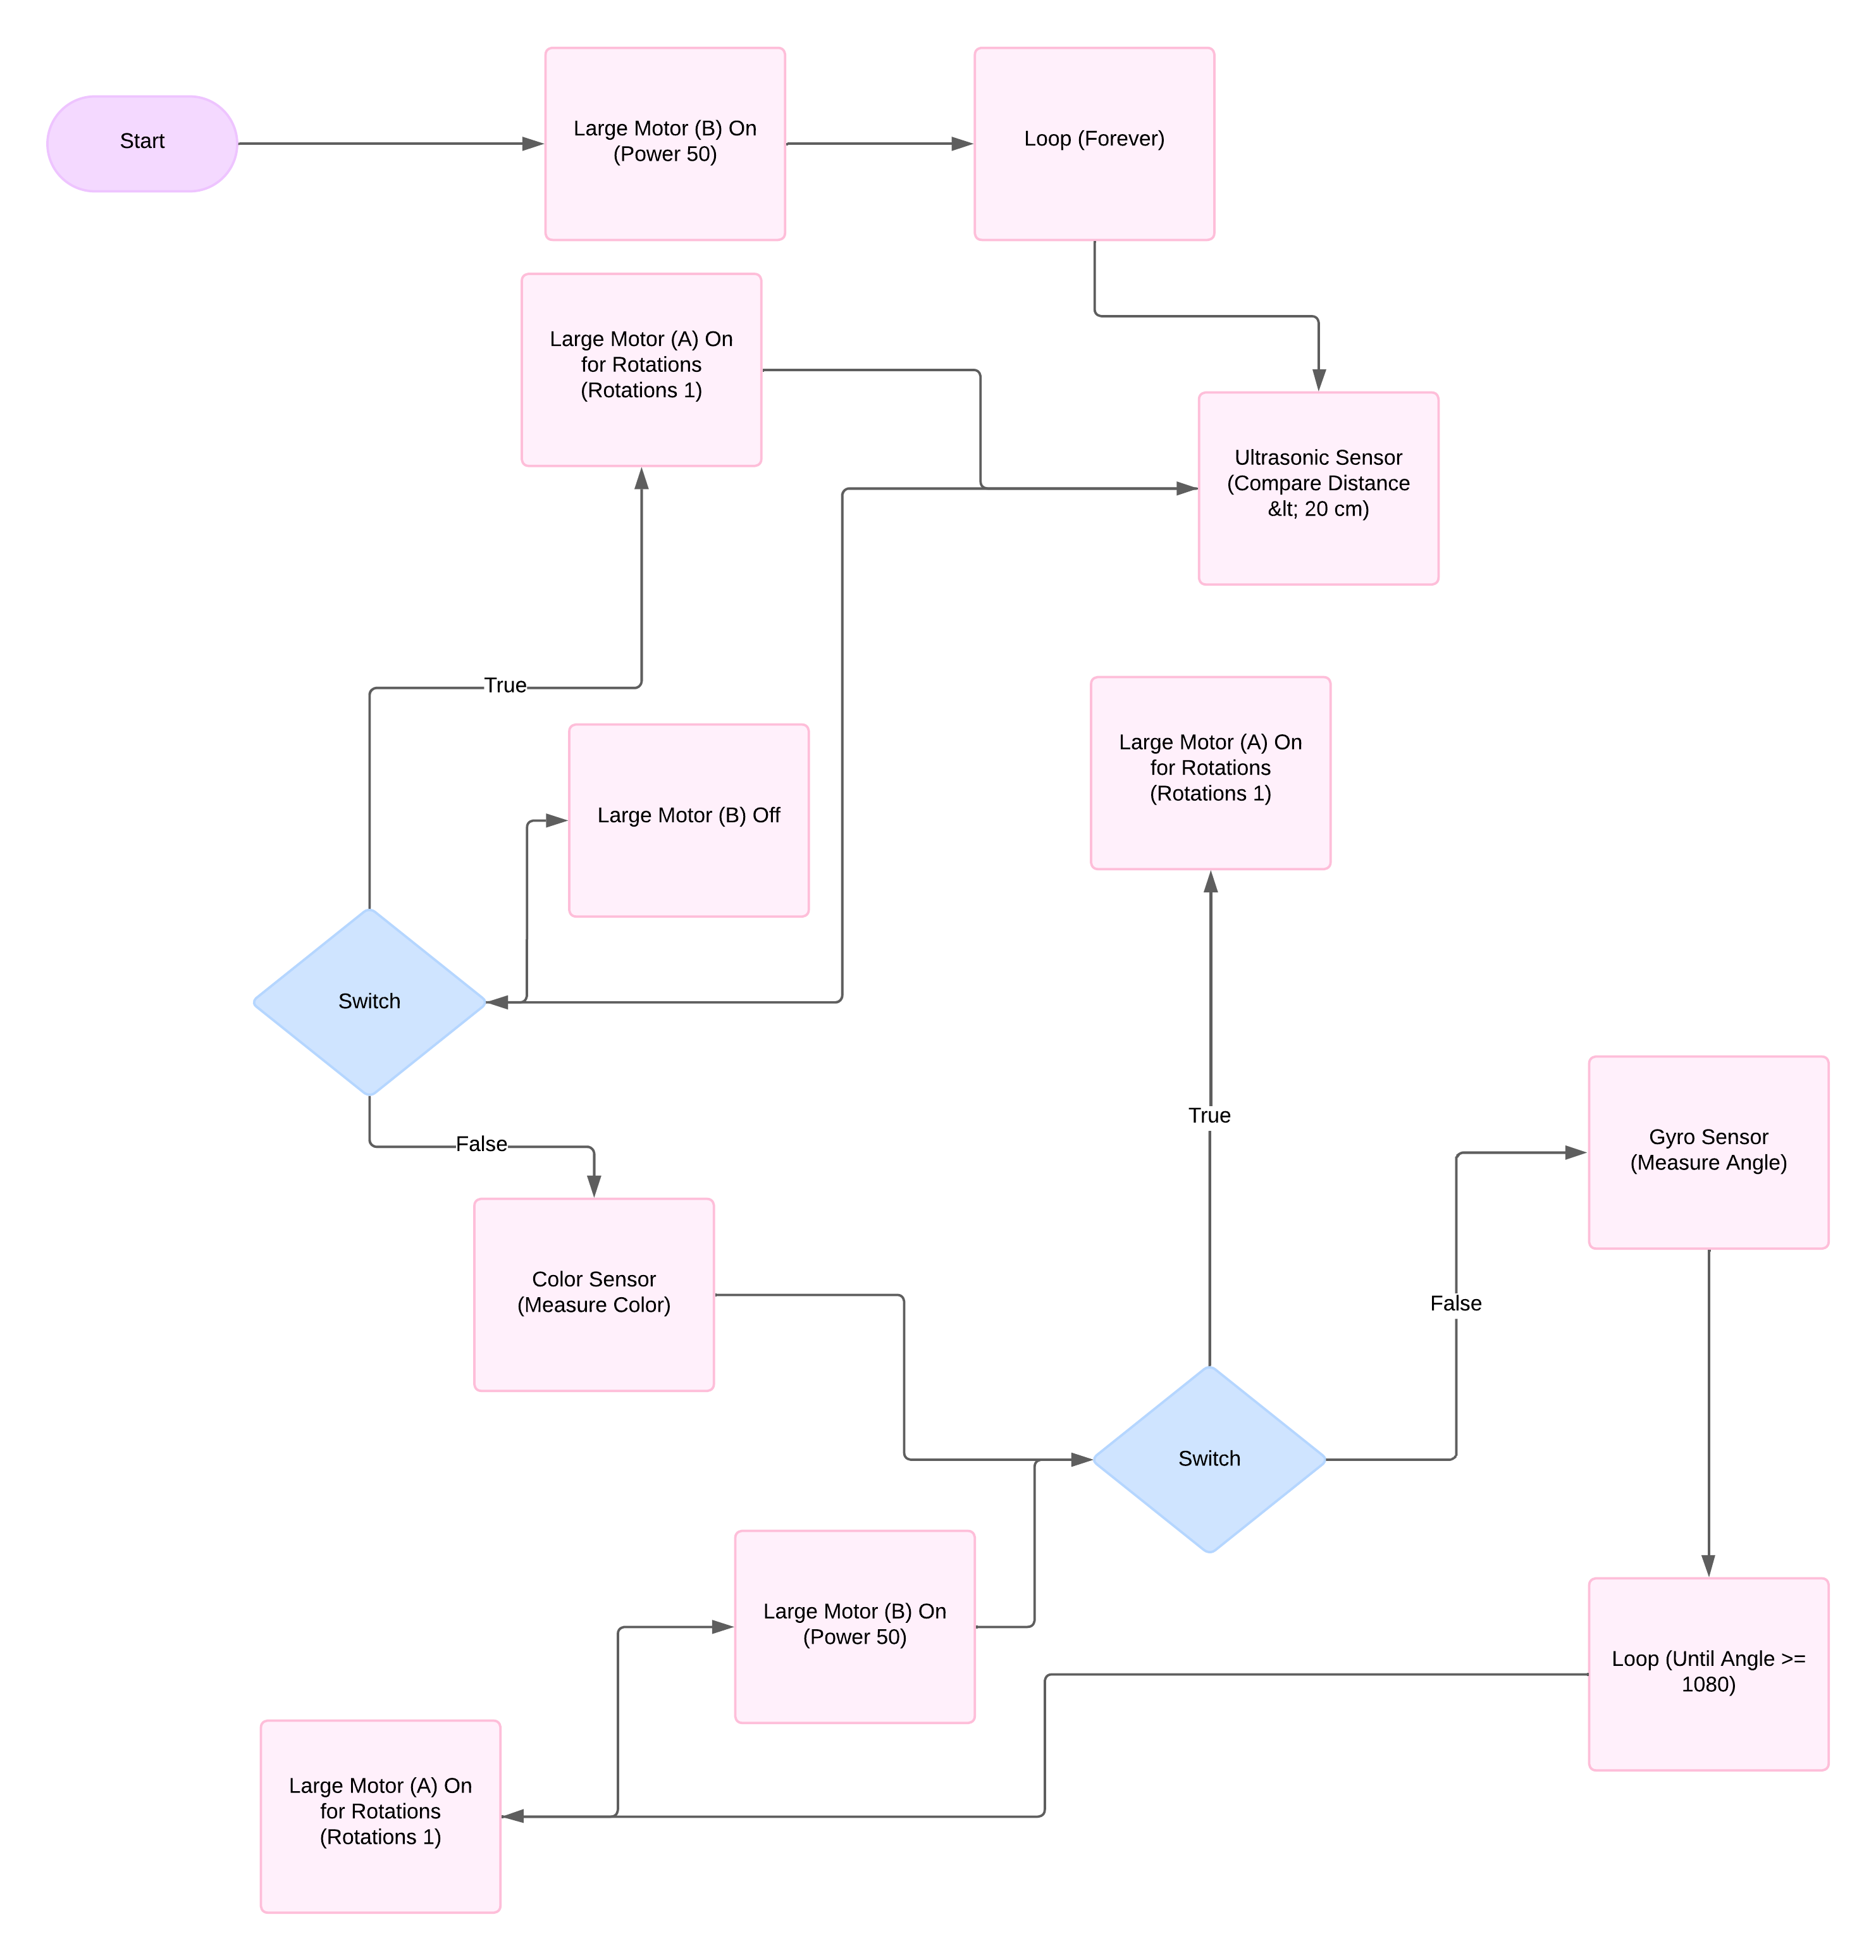 Start
Large Motor (B) On
(Power 50)
Loop (Forever)
Large Motor (A) On
for Rotations
(Rotations 1)
Ultrasonic Sensor
(Compare Distance
&lt; 20 cm)
True
Large Motor (A) On
for Rotations
(Rotations 1)
Large Motor (B) Off
Switch
True
False
Gyro Sensor
(Measure Angle)
Color Sensor
(Measure Color)
False
Switch
Large Motor (B) On
(Power 50)
Loop (Until Angle >=
1080)
Large Motor (A) On
for Rotations
(Rotations 1)